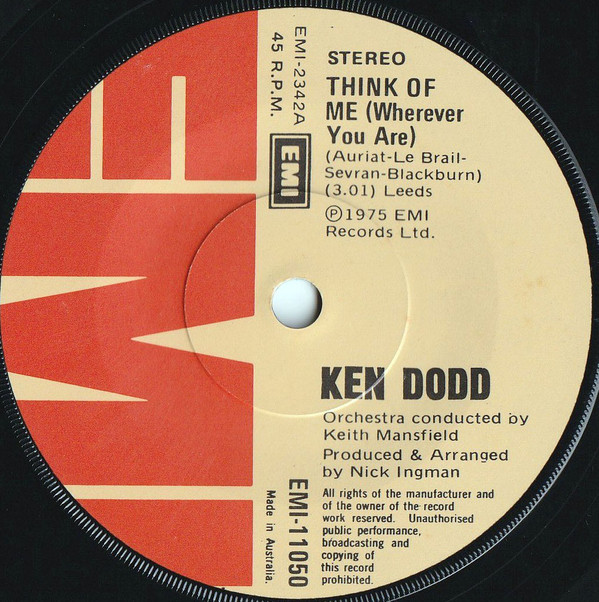 STEREO
THINK OF
ME (Wherever
You Are)
(Auriat-Le Brail-
Sevran-Blackburn)
(3.01) Leeds
Ⓟ1975 EMI
Records Ltd.
EMI-2342A
45 R.P.M.
EMI
KEN DODD
Orchestra conducted by
Keith Mansfield
Produced & Arranged
by Nick Ingman
EMI-11050
Made in Australia.
All rights of the manufacturer and
of the owner of the record
work reserved. Unauthorised
public performance,
broadcasting and
copying of
this record
prohibited.
EMI